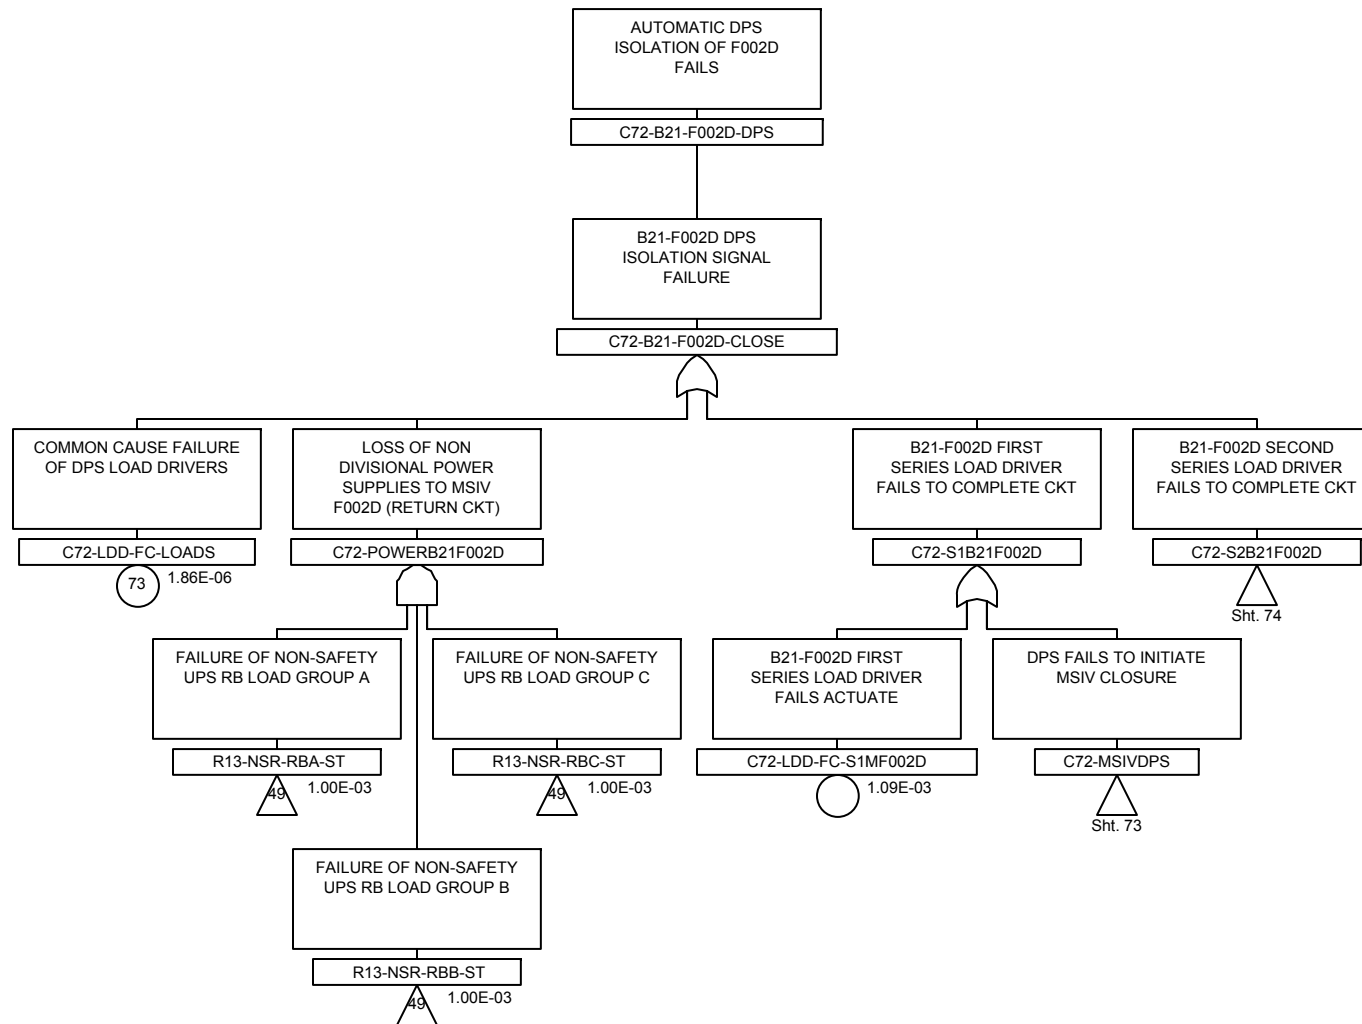 AUTOMATIC DPS
ISOLATION OF F002D
FAILS
C72-B21-F002D-DPS
B21-F002D DPS
ISOLATION SIGNAL
FAILURE
C72-B21-F002D-CLOSE
COMMON CAUSE FAILURE
OF DPS LOAD DRIVERS
C72-LDD-FC-LOADS
73
1.86E-06
LOSS OF NON
DIVISIONAL POWER
SUPPLIES TO MSIV
F002D (RETURN CKT)
C72-POWERB21F002D
B21-F002D FIRST
SERIES LOAD DRIVER
FAILS TO COMPLETE CKT
C72-S1B21F002D
B21-F002D SECOND
SERIES LOAD DRIVER
FAILS TO COMPLETE CKT
C72-S2B21F002D
Sht. 74
FAILURE OF NON-SAFETY
UPS RB LOAD GROUP A
R13-NSR-RBA-ST
49
1.00E-03
FAILURE OF NON-SAFETY
UPS RB LOAD GROUP C
R13-NSR-RBC-ST
49
1.00E-03
B21-F002D FIRST
SERIES LOAD DRIVER
FAILS ACTUATE
C72-LDD-FC-S1MF002D
1.09E-03
DPS FAILS TO INITIATE
MSIV CLOSURE
C72-MSIVDPS
Sht. 73
FAILURE OF NON-SAFETY
UPS RB LOAD GROUP B
R13-NSR-RBB-ST
49
1.00E-03